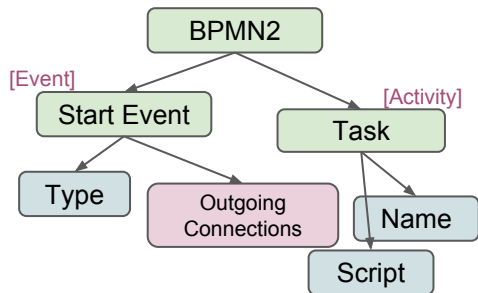 BPMN2
[Event]
[Activity]
Start Event
Task
Type
Outgoing
Connections
Name
Script